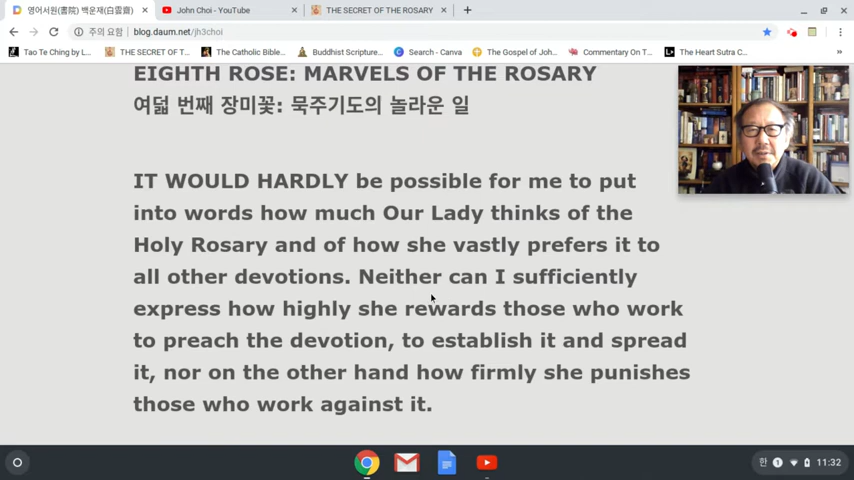 영어서원(書院) 백운재(白雲齋)
John Choi - YouTube
THE SECRET OF THE ROSARY
주의 요함
blog.daum.net/jh3choi
Tao Te Ching by L...
THE SECRET OF T...
The Catholic Bible...
Buddhist Scripture...
Search - Canva
The Gospel of Joh...
Commentary On T...
The Heart Sutra C...
EIGHTH ROSE: MARVELS OF THE ROSARY
여덟 번째 장미꽃: 묵주기도의 놀라운 일
IT WOULD HARDLY be possible for me to put
into words how much Our Lady thinks of the
Holy Rosary and of how she vastly prefers it to
all other devotions. Neither can I sufficiently
express how highly she rewards those who work
to preach the devotion, to establish it and spread
it, nor on the other hand how firmly she punishes
those who work against it.
한
1
11:32